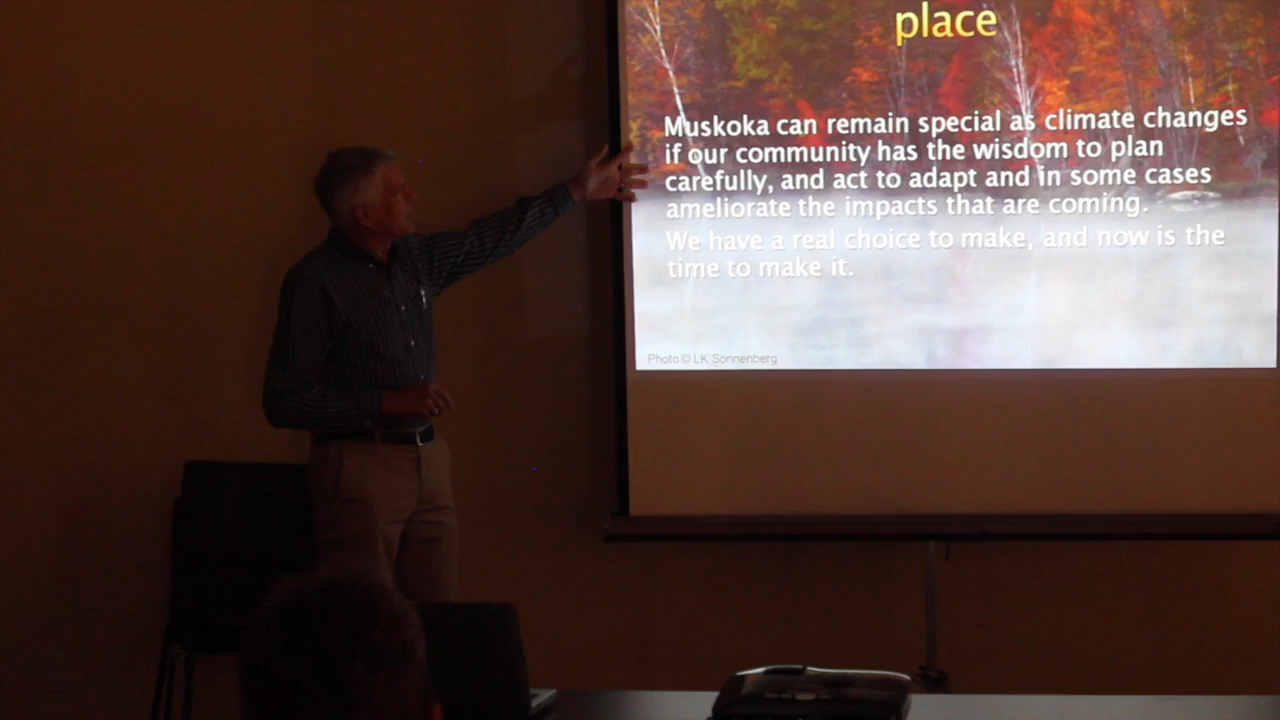 place
Muskoka can remain special as climate changes
if our community has the wisdom to plan
carefully, and act to adapt and in some cases
ameliorate the impacts that are coming.
We have a real choice to make, and now is the
time to make it.
Photo © LK Sonnenberg